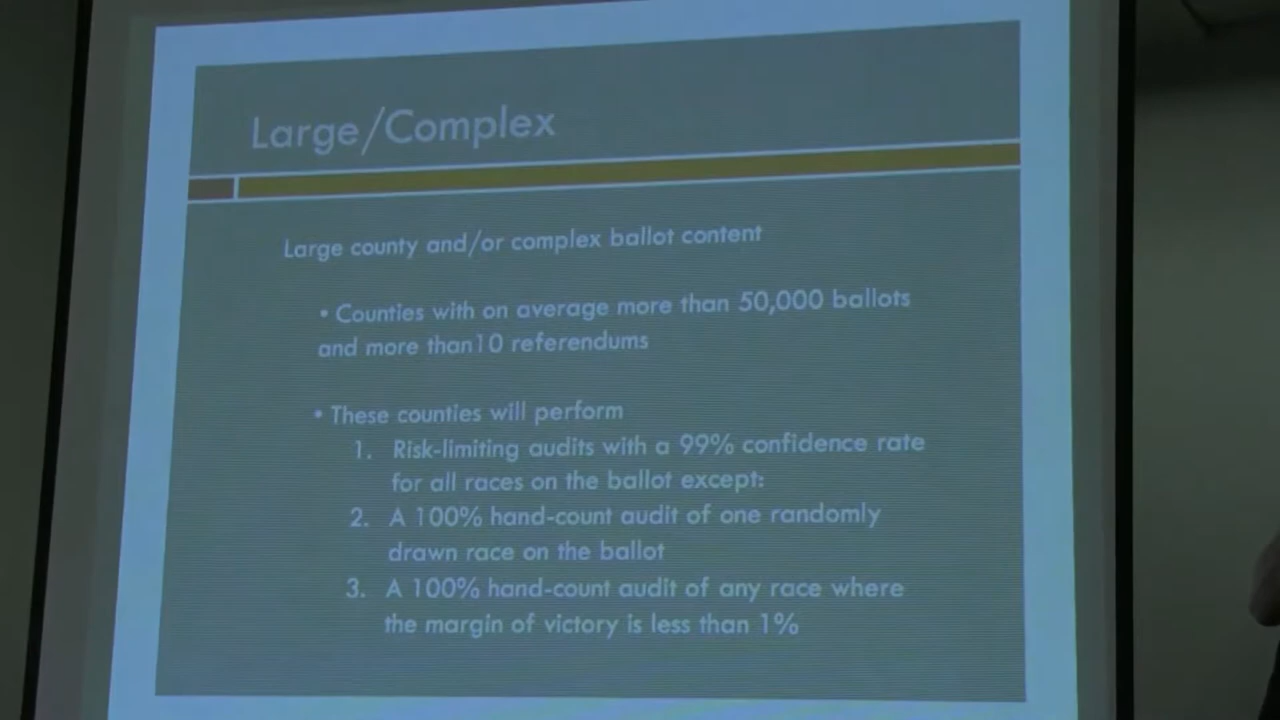 Large/Complex
Large county and/or complex ballot content
• Counties with on average more than 50,000 ballots
and more than10 referendums
• These counties will perform
1. Risk-limiting audits with a 99% confidence rate
for all races on the ballot except:
2. A 100% hand-count audit of one randomly
drawn race on the ballot
3. A 100% hand-count audit of any race where
the margin of victory is less than 1%